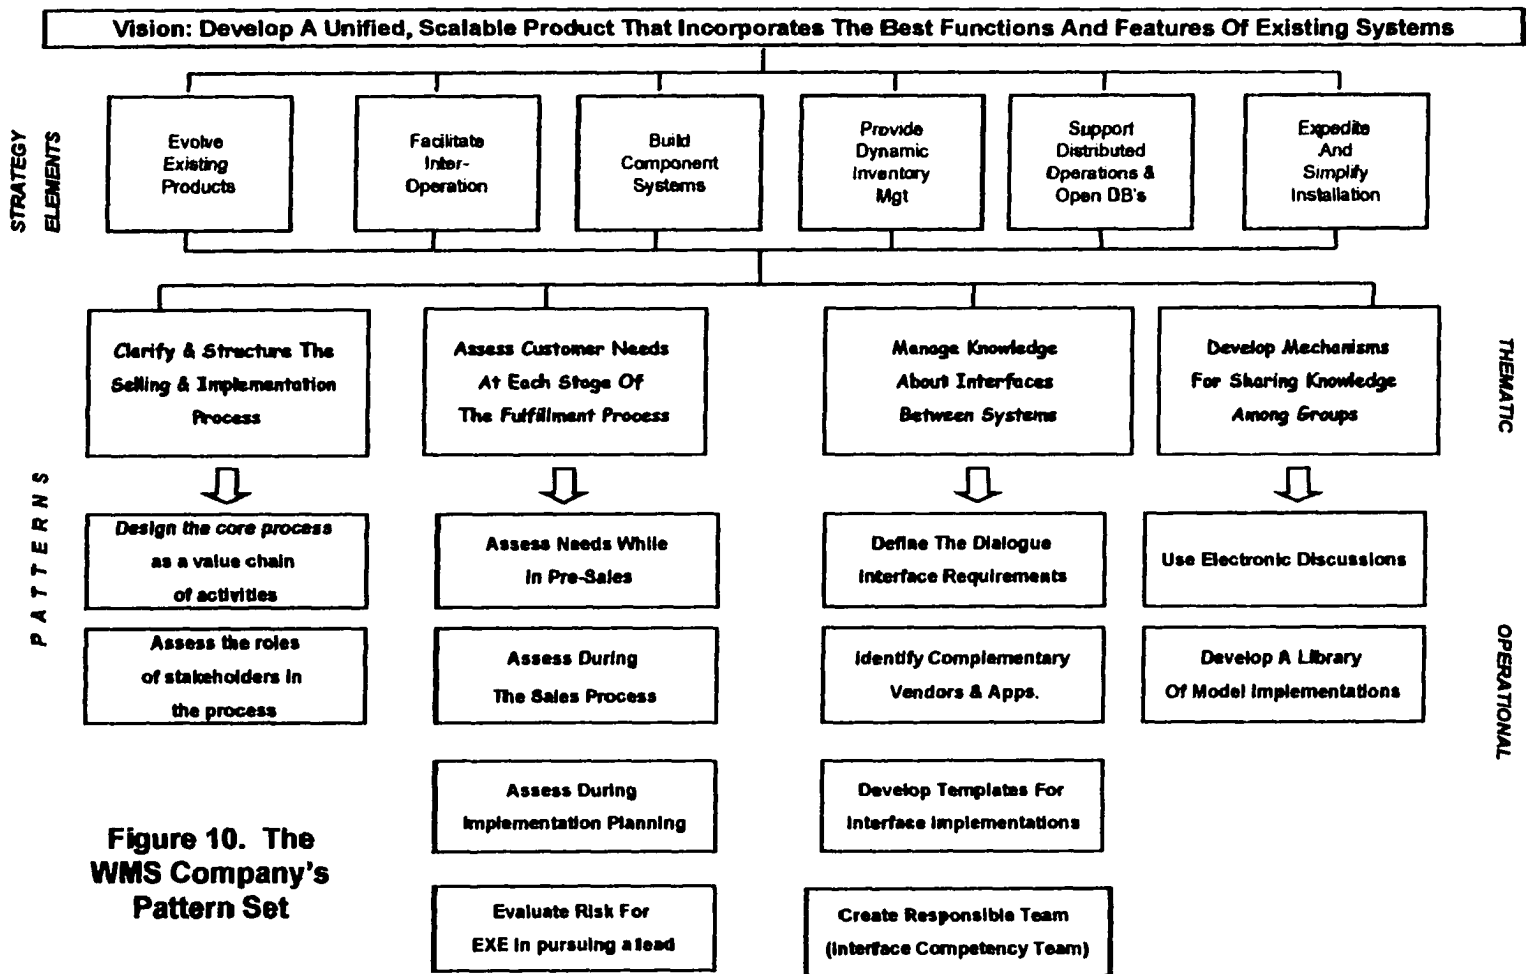 Vision: Develop A Unified, Scalable Product That Incorporates The Best Functions And Features Of Existing Systems
STRATEGY
ELEMENTS
Evolve
Existing
Products
Facilitate
Inter-
Operation
Build
Component
Systems
Provide
Dynamic
Inventory
Mgt
Support
Distributed
Operations &
Open DB's
Expedite
And
Simplify
Installation
Clarify & Structure The
Selling & Implementation
Process
Assess Customer Needs
At Each Stage Of
The Fulfillment Process
Manage Knowledge
About Interfaces
Between Systems
Develop Mechanisms
For Sharing Knowledge
Among Groups
THEMATIC
PATTERNS
Design the core process
as a value chain
of activities
Assess Needs While
In Pre-Sales
Define The Dialogue
Interface Requirements
Use Electronic Discussions
Assess the roles
of stakeholders in
the process
Assess During
The Sales Process
Identify Complementary
Vendors & Apps.
Develop A Library
Of Model Implementations
OPERATIONAL
Assess During
Implementation Planning
Develop Templates For
Interface Implementations
Evaluate Risk For
EXE in pursuing a lead
Create Responsible Team
(Interface Competency Team)
Figure 10. The
WMS Company's
Pattern Set